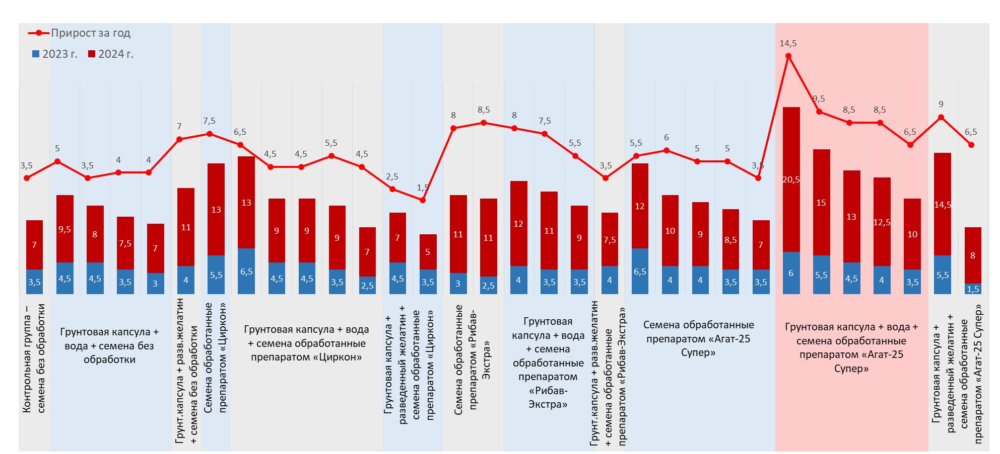 Прирост за год
2023 г.
2024 г.
3,5
5
3,5
4
4
7
7,5
6,5
4,5
4,5
5,5
4,5
2,5
1,5
8
8,5
8
7,5
5,5
3,5
5,5
6
5
5
3,5
14,5
9,5
8,5
8,5
6,5
9
6,5
7
9,5
8
7,5
7
11
13
13
9
9
9
7
7
5
11
11
12
11
9
7,5
12
10
9
8,5
7
20,5
15
13
12,5
10
14,5
8
3,5
4,5
4,5
3,5
3
4
5,5
6,5
4,5
4,5
3,5
2,5
4,5
3,5
3
2,5
4
3,5
3,5
4
6,5
4
4
3,5
3,5
6
5,5
4,5
4
3,5
5,5
1,5
Контрольная группа –
семена без обработки
Грунтовая капсула +
вода + семена без
обработки
Грунт.капсула + разв.желатин
+ семена без обработки
Семена обработанные
препатом «Циркон»
Грунтовая капсула + вода
+ семена обработанные
препатом «Циркон»
Грунтовая капсула +
разведенный желатин +
семена обработанные
препатом «Циркон»
Семена обработанные
препаратом «Рибав-
Экстра»
Грунтовая
капсула + вода
+ семена
обработанные
препаратом
«Рибав-
Экстра»
Грунт.капсула + разв.желатин
+ семена обработанные
препаратом «Рибав-Экстра»
Семена обработанные
препаратом «Агат-25
Супер»
Грунтовая капсула + вода +
семена обработанные
препаратом «Агат-25
Супер»
Грунтовая капсула +
разведенный желатин +
семена обработанные
препатом «Агат-25 Супер»